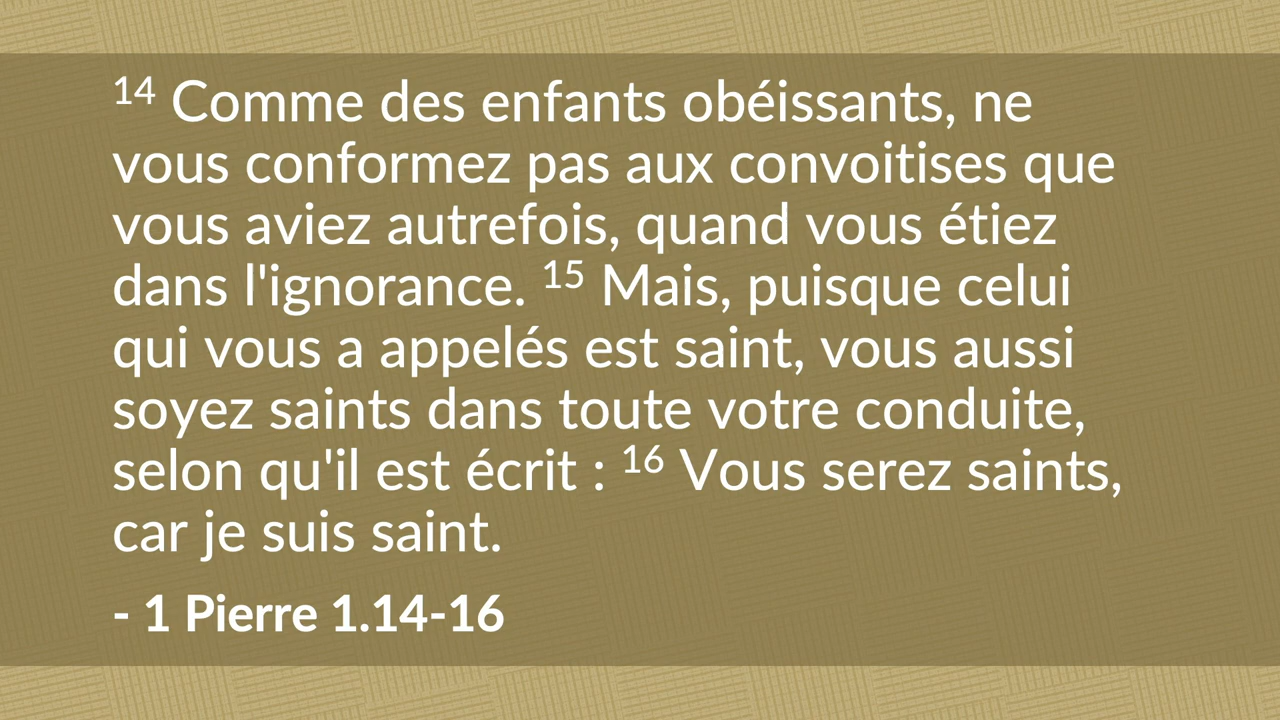 14 Comme des enfants obéissants, ne
vous conformez pas aux convoitises que
vous aviez autrefois, quand vous étiez
dans l'ignorance. 15 Mais, puisque celui
qui vous a appelés est saint, vous aussi
soyez saints dans toute votre conduite,
selon qu'il est écrit : 16 Vous serez saints,
car je suis saint.
- 1 Pierre 1.14-16